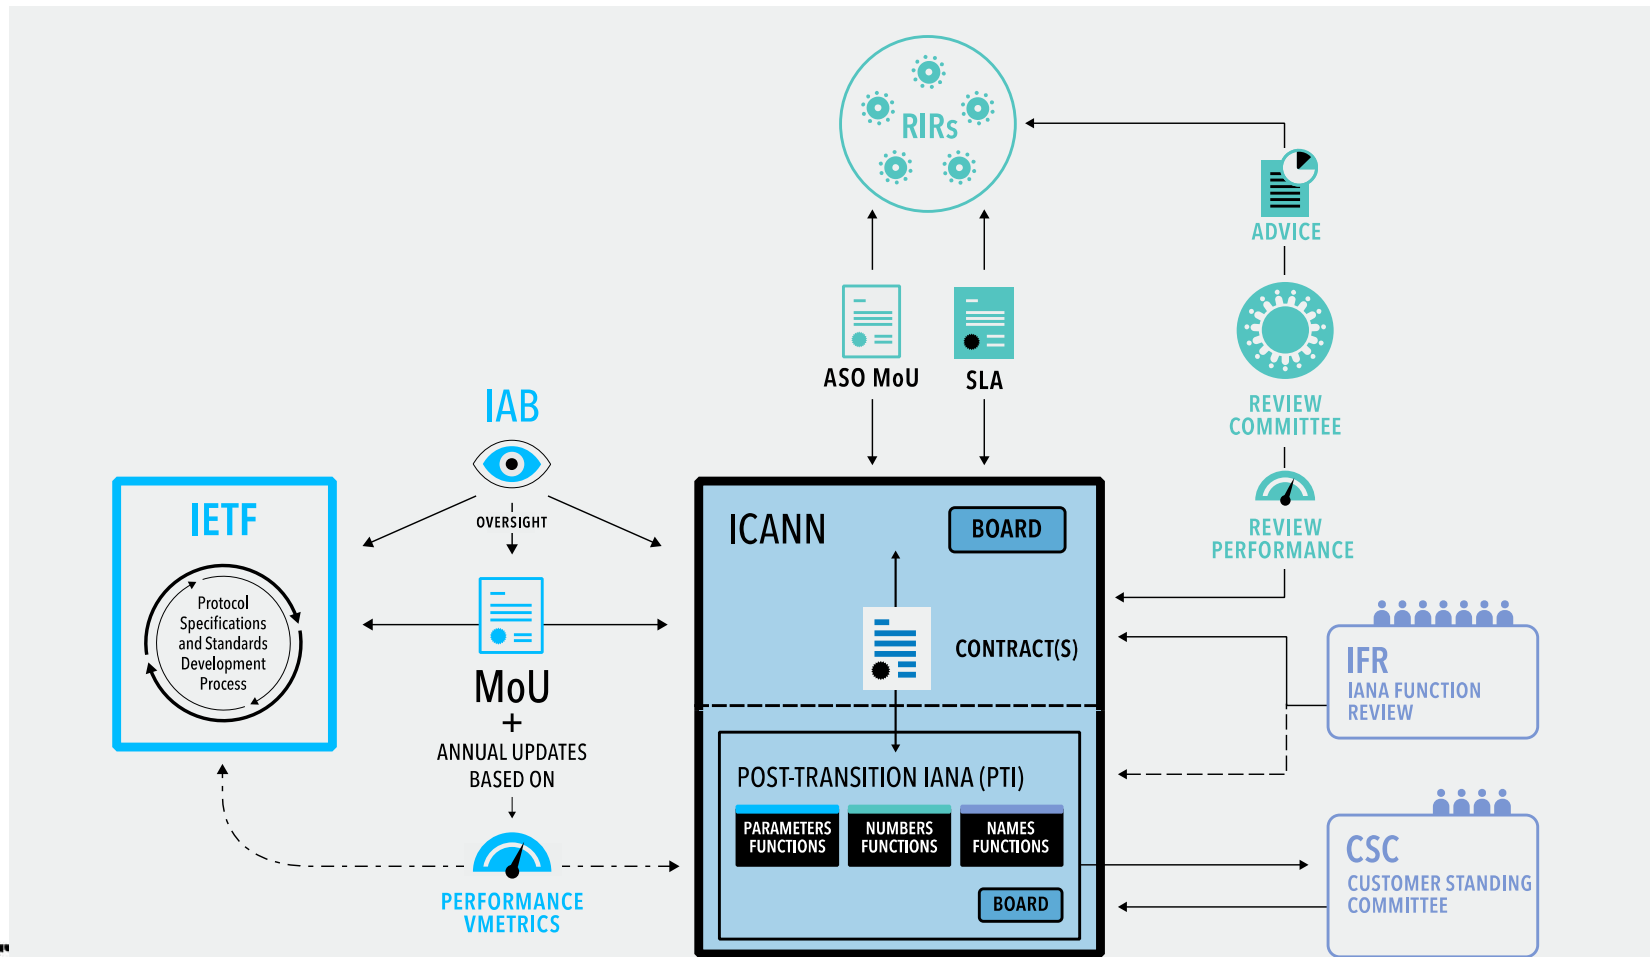 RIRs
ADVICE
ASO MoU
SLA
REVIEW
COMMITTEE
REVIEW
PERFORMANCE
IAB
OVERSIGHT
IETF
Protocol
Specifications
and Standards
Development
Process
MoU
+
ANNUAL UPDATES
BASED ON
PERFORMANCE
VMETRICS
ICANN
BOARD
CONTRACT(S)
POST-TRANSITION IANA (PTI)
PARAMETERS
FUNCTIONS
NUMBERS
FUNCTIONS
NAMES
FUNCTIONS
BOARD
IFR
IANA FUNCTION
REVIEW
CSC
CUSTOMER STANDING
COMMITTEE